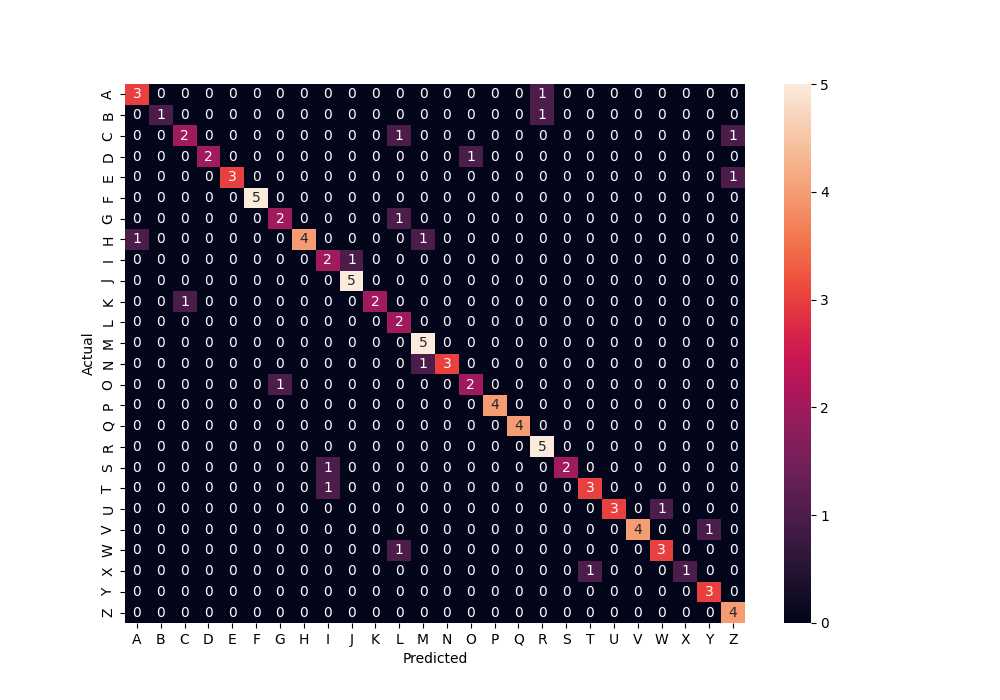 A 3 0 0 0 0 0 0 0 0 0 0 0 0 0 0 0 0 1 0 0 0 0 0 0 0 0
B 0 1 0 0 0 0 0 0 0 0 0 0 0 0 0 0 0 1 0 0 0 0 0 0 0 0
C 0 0 2 0 0 0 0 0 0 0 0 1 0 0 0 0 0 0 0 0 0 0 0 0 0 1
D 0 0 0 2 0 0 0 0 0 0 0 0 0 0 1 0 0 0 0 0 0 0 0 0 0 0
E 0 0 0 0 3 0 0 0 0 0 0 0 0 0 0 0 0 0 0 0 0 0 0 0 0 1
F 0 0 0 0 0 5 0 0 0 0 0 0 0 0 0 0 0 0 0 0 0 0 0 0 0 0
G 0 0 0 0 0 0 2 0 0 0 0 1 0 0 0 0 0 0 0 0 0 0 0 0 0 0
H 1 0 0 0 0 0 0 4 0 0 0 0 1 0 0 0 0 0 0 0 0 0 0 0 0 0
I 0 0 0 0 0 0 0 0 2 1 0 0 0 0 0 0 0 0 0 0 0 0 0 0 0 0
J 0 0 0 0 0 0 0 0 0 5 0 0 0 0 0 0 0 0 0 0 0 0 0 0 0 0
K 0 0 1 0 0 0 0 0 0 0 2 0 0 0 0 0 0 0 0 0 0 0 0 0 0 0
L 0 0 0 0 0 0 0 0 0 0 0 2 0 0 0 0 0 0 0 0 0 0 0 0 0 0
M 0 0 0 0 0 0 0 0 0 0 0 0 5 0 0 0 0 0 0 0 0 0 0 0 0 0
N 0 0 0 0 0 0 0 0 0 0 0 0 1 3 0 0 0 0 0 0 0 0 0 0 0 0
O 0 0 0 0 0 0 1 0 0 0 0 0 0 0 2 0 0 0 0 0 0 0 0 0 0 0
P 0 0 0 0 0 0 0 0 0 0 0 0 0 0 0 4 0 0 0 0 0 0 0 0 0 0
Q 0 0 0 0 0 0 0 0 0 0 0 0 0 0 0 0 4 0 0 0 0 0 0 0 0 0
R 0 0 0 0 0 0 0 0 0 0 0 0 0 0 0 0 0 5 0 0 0 0 0 0 0 0
S 0 0 0 0 0 0 0 0 1 0 0 0 0 0 0 0 0 0 2 0 0 0 0 0 0 0
T 0 0 0 0 0 0 0 0 1 0 0 0 0 0 0 0 0 0 0 3 0 0 0 0 0 0
U 0 0 0 0 0 0 0 0 0 0 0 0 0 0 0 0 0 0 0 0 3 0 1 0 0 0
V 0 0 0 0 0 0 0 0 0 0 0 0 0 0 0 0 0 0 0 0 0 4 0 0 1 0
W 0 0 0 0 0 0 0 0 0 0 0 1 0 0 0 0 0 0 0 0 0 0 3 0 0 0
X 0 0 0 0 0 0 0 0 0 0 0 0 0 0 0 0 0 0 0 1 0 0 0 1 0 0
Y 0 0 0 0 0 0 0 0 0 0 0 0 0 0 0 0 0 0 0 0 0 0 0 0 3 0
Z 0 0 0 0 0 0 0 0 0 0 0 0 0 0 0 0 0 0 0 0 0 0 0 0 0 4
A B C D E F G H I J K L M N O P Q R S T U V W X Y Z
Predicted
Actual
5
4
3
2
1
0